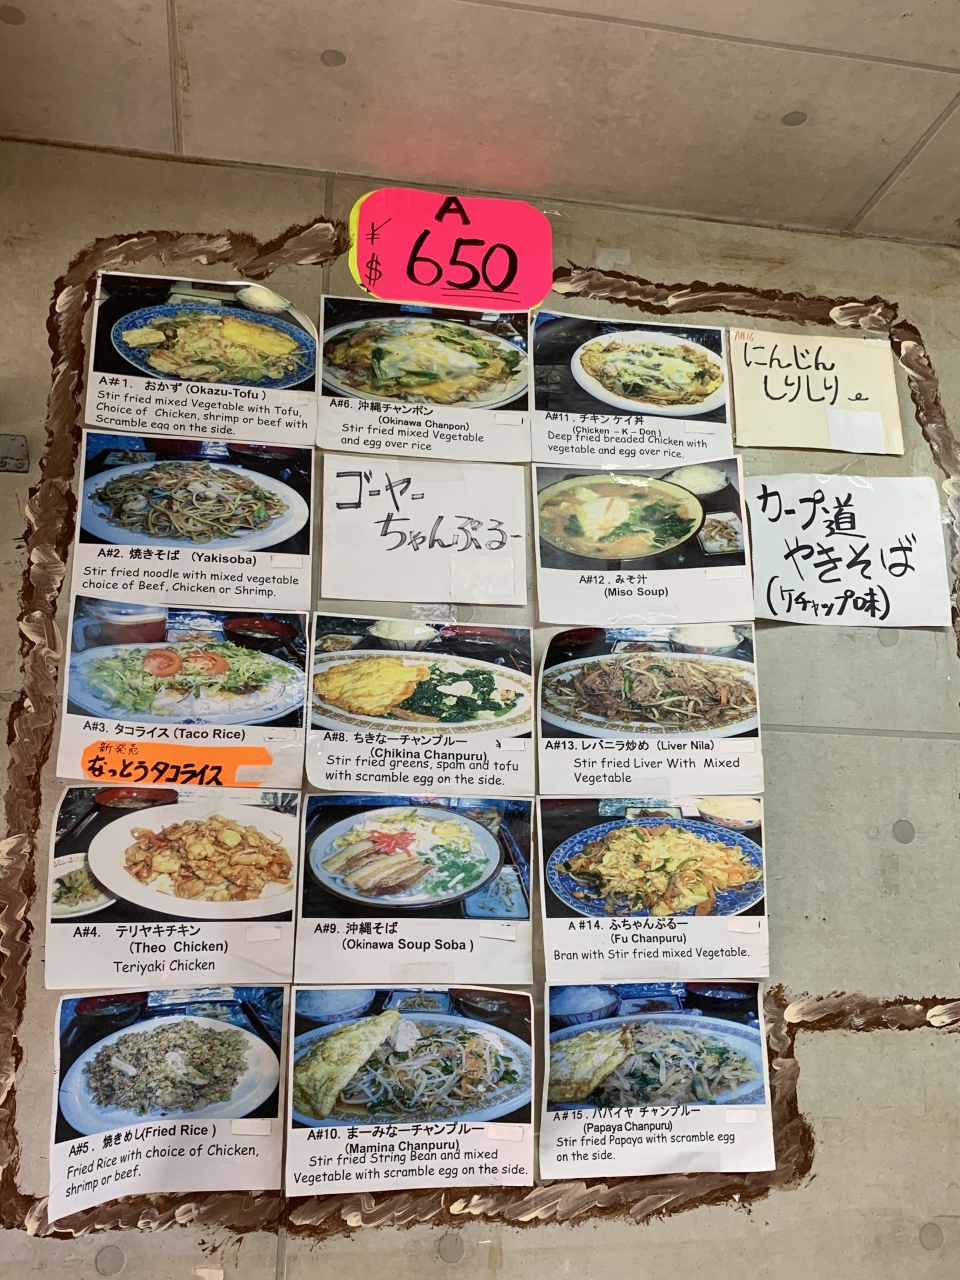 A
¥
$ 650
A#1. おかず (Okazu-Tofu )
Stir fried mixed Vegetable with Tofu,
Choice of Chicken, shrimp or beef with
Scramble egg on the side.
A#2. 焼きそば (Yakisoba)
Stir fried noodle with mixed vegetable
choice of Beef, Chicken or Shrimp.
A#3. タコライス (Taco Rice)
新発売
なっとうタコライス
A#4. テリヤキチキン
(Theo Chicken)
Teriyaki Chicken
A#5. 焼きめし(Fried Rice )
Fried Rice with choice of Chicken,
shrimp or beef.
A#6. 沖縄チャンポン
(Okinawa Chanpon)
Stir fried mixed Vegetable
and egg over rice
ゴーヤー
ちゃんぷるー
A#8. ちきなーチャンプルー
(Chikina Chanpuru)
Stir fried greens, spam and tofu
with scramble egg on the side.
A#9. 沖縄そば
(Okinawa Soup Soba )
A#10. まーみなーチャンプルー
(Mamina Chanpuru)
Stir fried String Bean and mixed
Vegetable with scramble egg on the side.
A#11. チキン ケイ丼
(Chicken - K - Don )
Deep fried breaded Chicken with
vegetable and egg over rice.
A#12. みそ汁
(Miso Soup)
A#13. レバニラ炒め (Liver Nila)
Stir fried Liver With Mixed
Vegetable
A #14. ふちゃんぷるー
(Fu Chanpuru)
Bran with Stir fried mixed Vegetable.
A# 15. パパイヤ チャンプルー
(Papaya Chanpuru)
Stir fried Papaya with scramble egg
on the side.
A#16
にんじん
しりしり
カープ道
やきそば
(ケチャップ味)